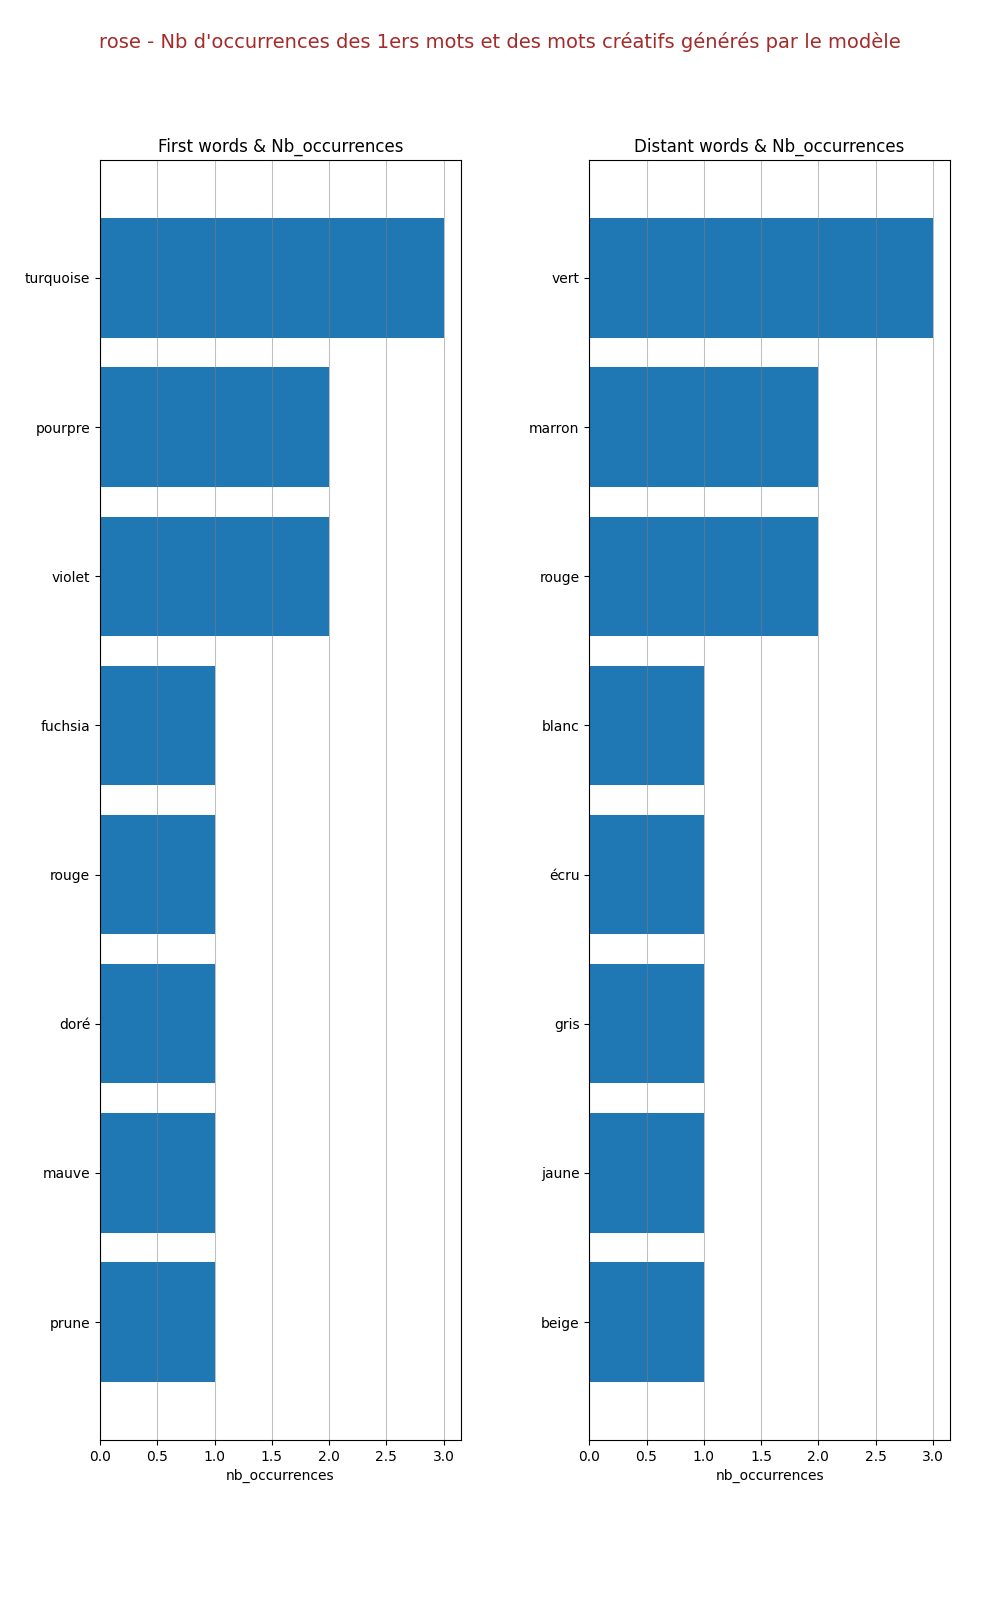 rose - Nb d'occurrences des 1ers mots et des mots créatifs générés par le modèle
First words & Nb_occurrences
turquoise
pourpre
violet
fuchsia
rouge
doré
mauve
prune
0.0 0.5 1.0 1.5 2.0 2.5 3.0
nb_occurrences
Distant words & Nb_occurrences
vert
marron
rouge
blanc
écru
gris
jaune
beige
0.0 0.5 1.0 1.5 2.0 2.5 3.0
nb_occurrences